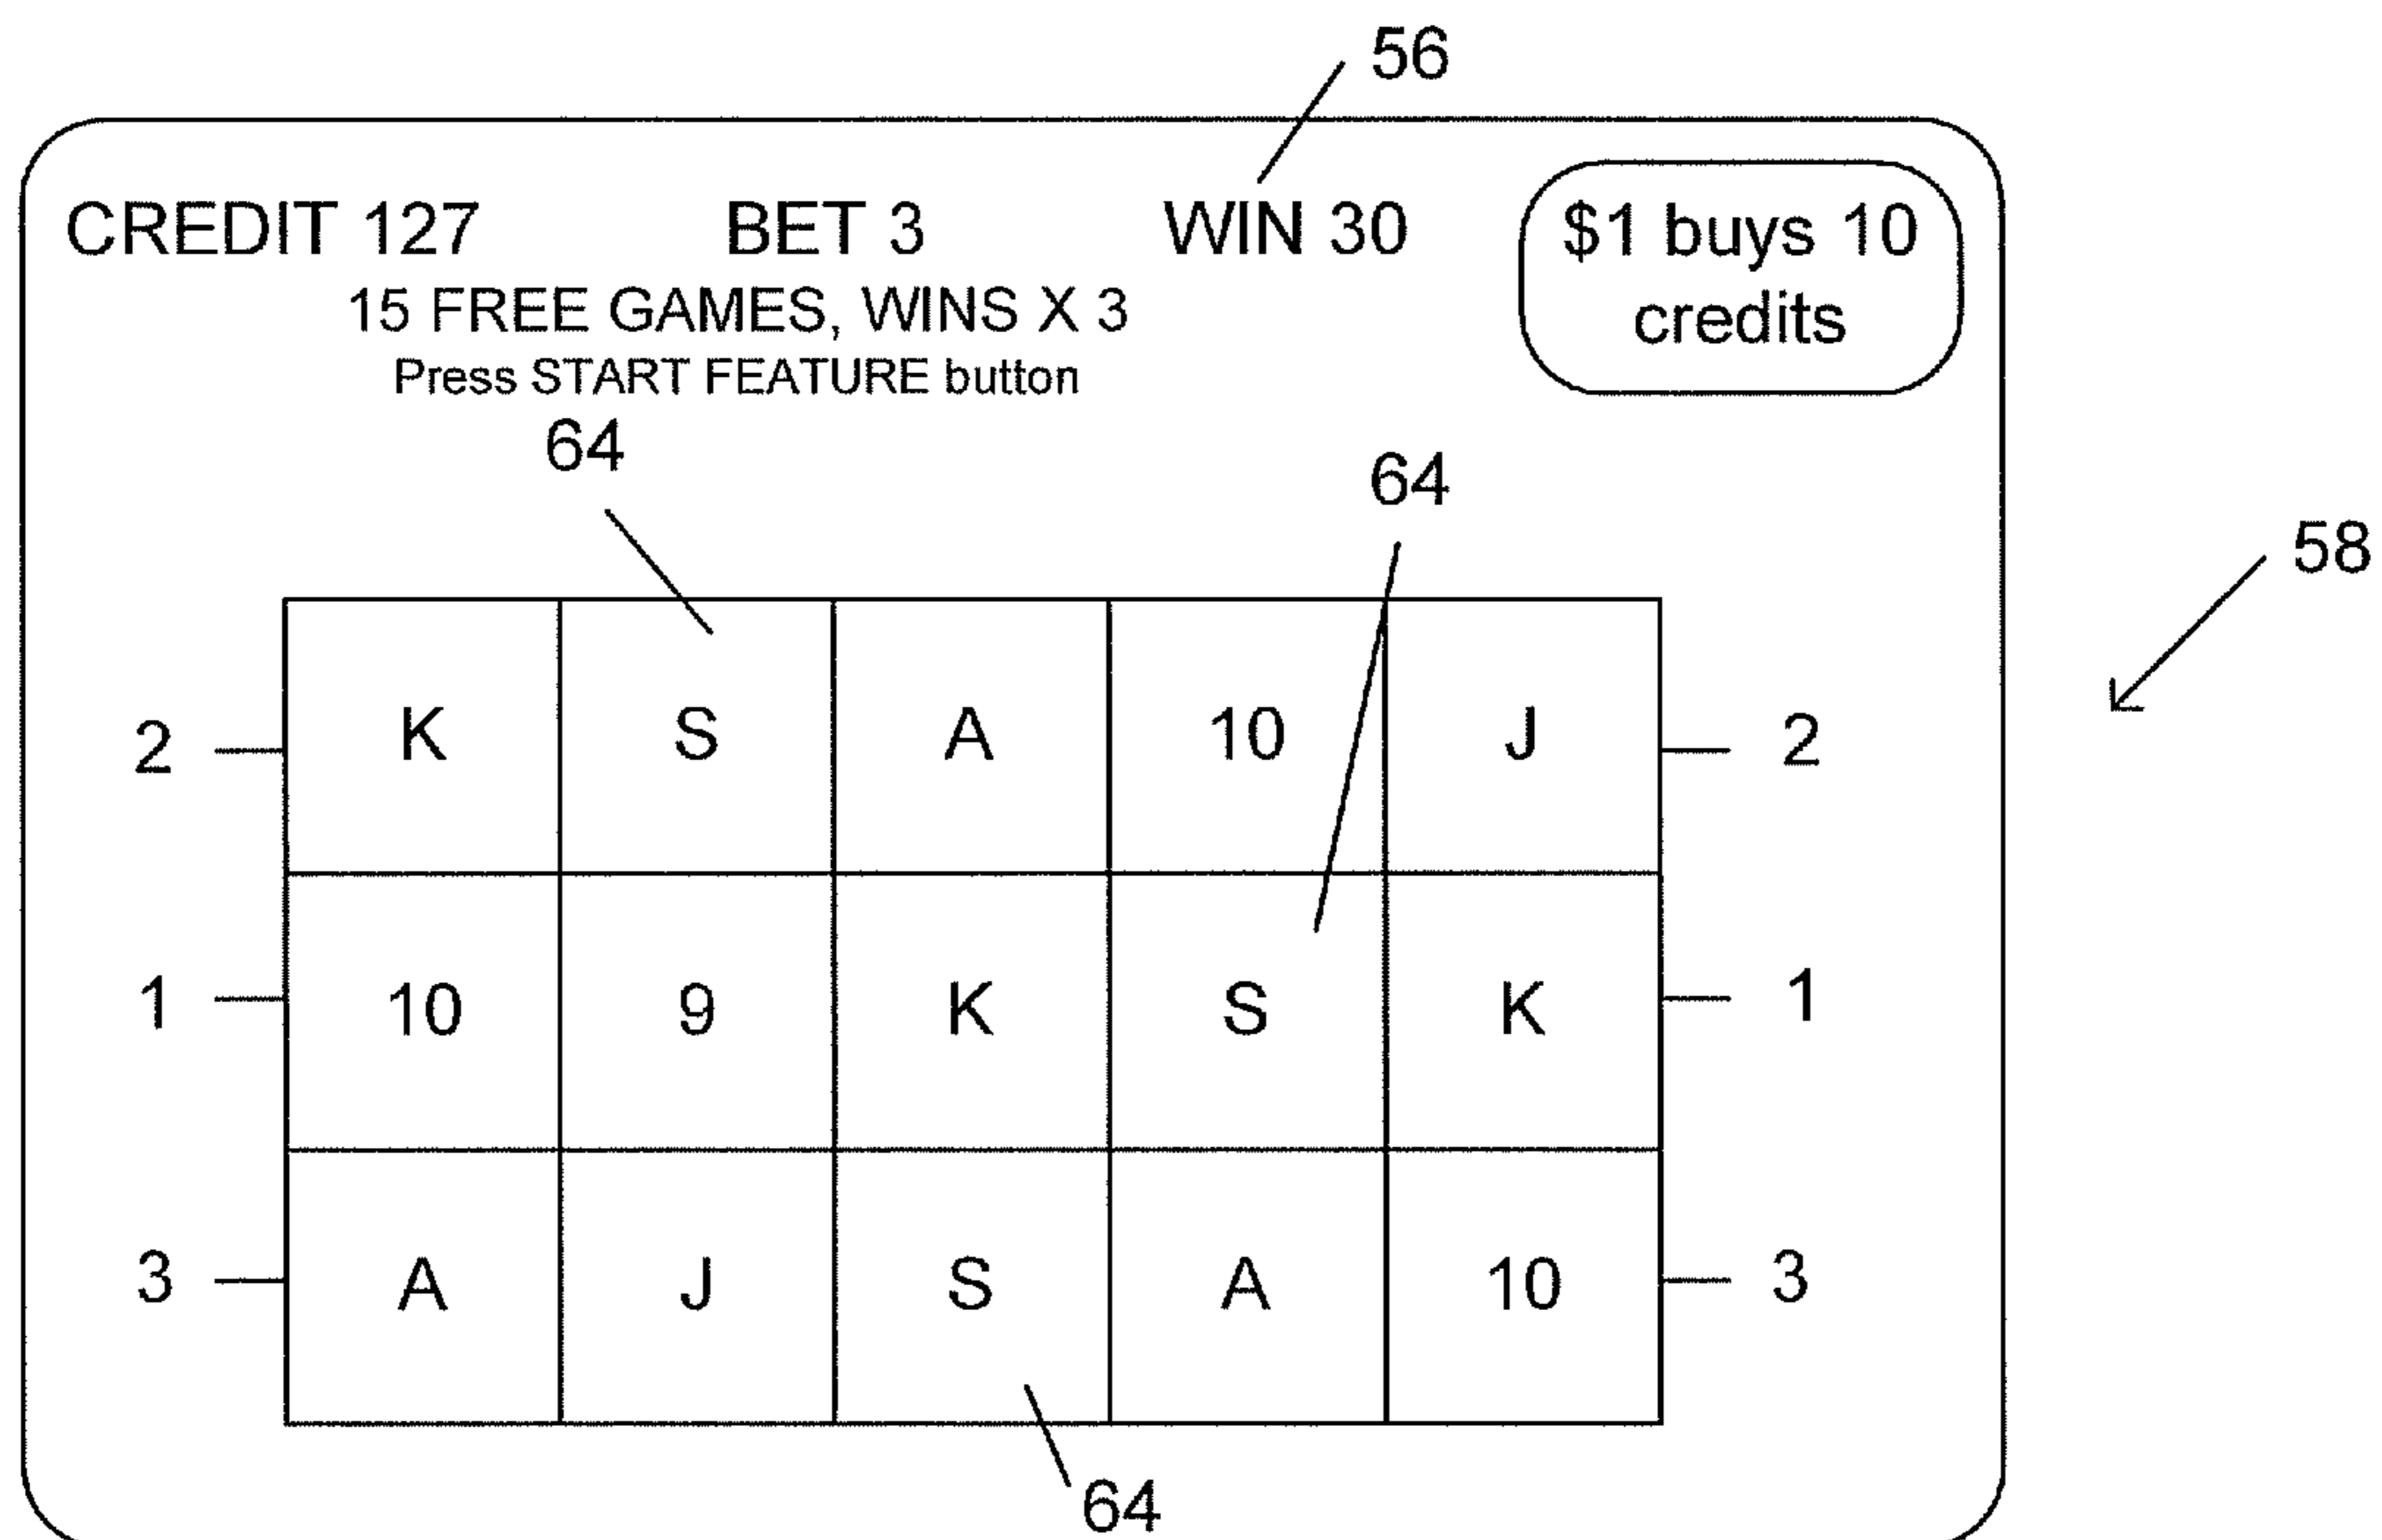 56
CREDIT 127 BET 3 WIN 30 $1 buys 10
credits
15 FREE GAMES, WINS X 3
Press START FEATURE button
64
64
58
2 K S A 10 J 2
1 10 9 K S K 1
3 A J S A 10 3
64